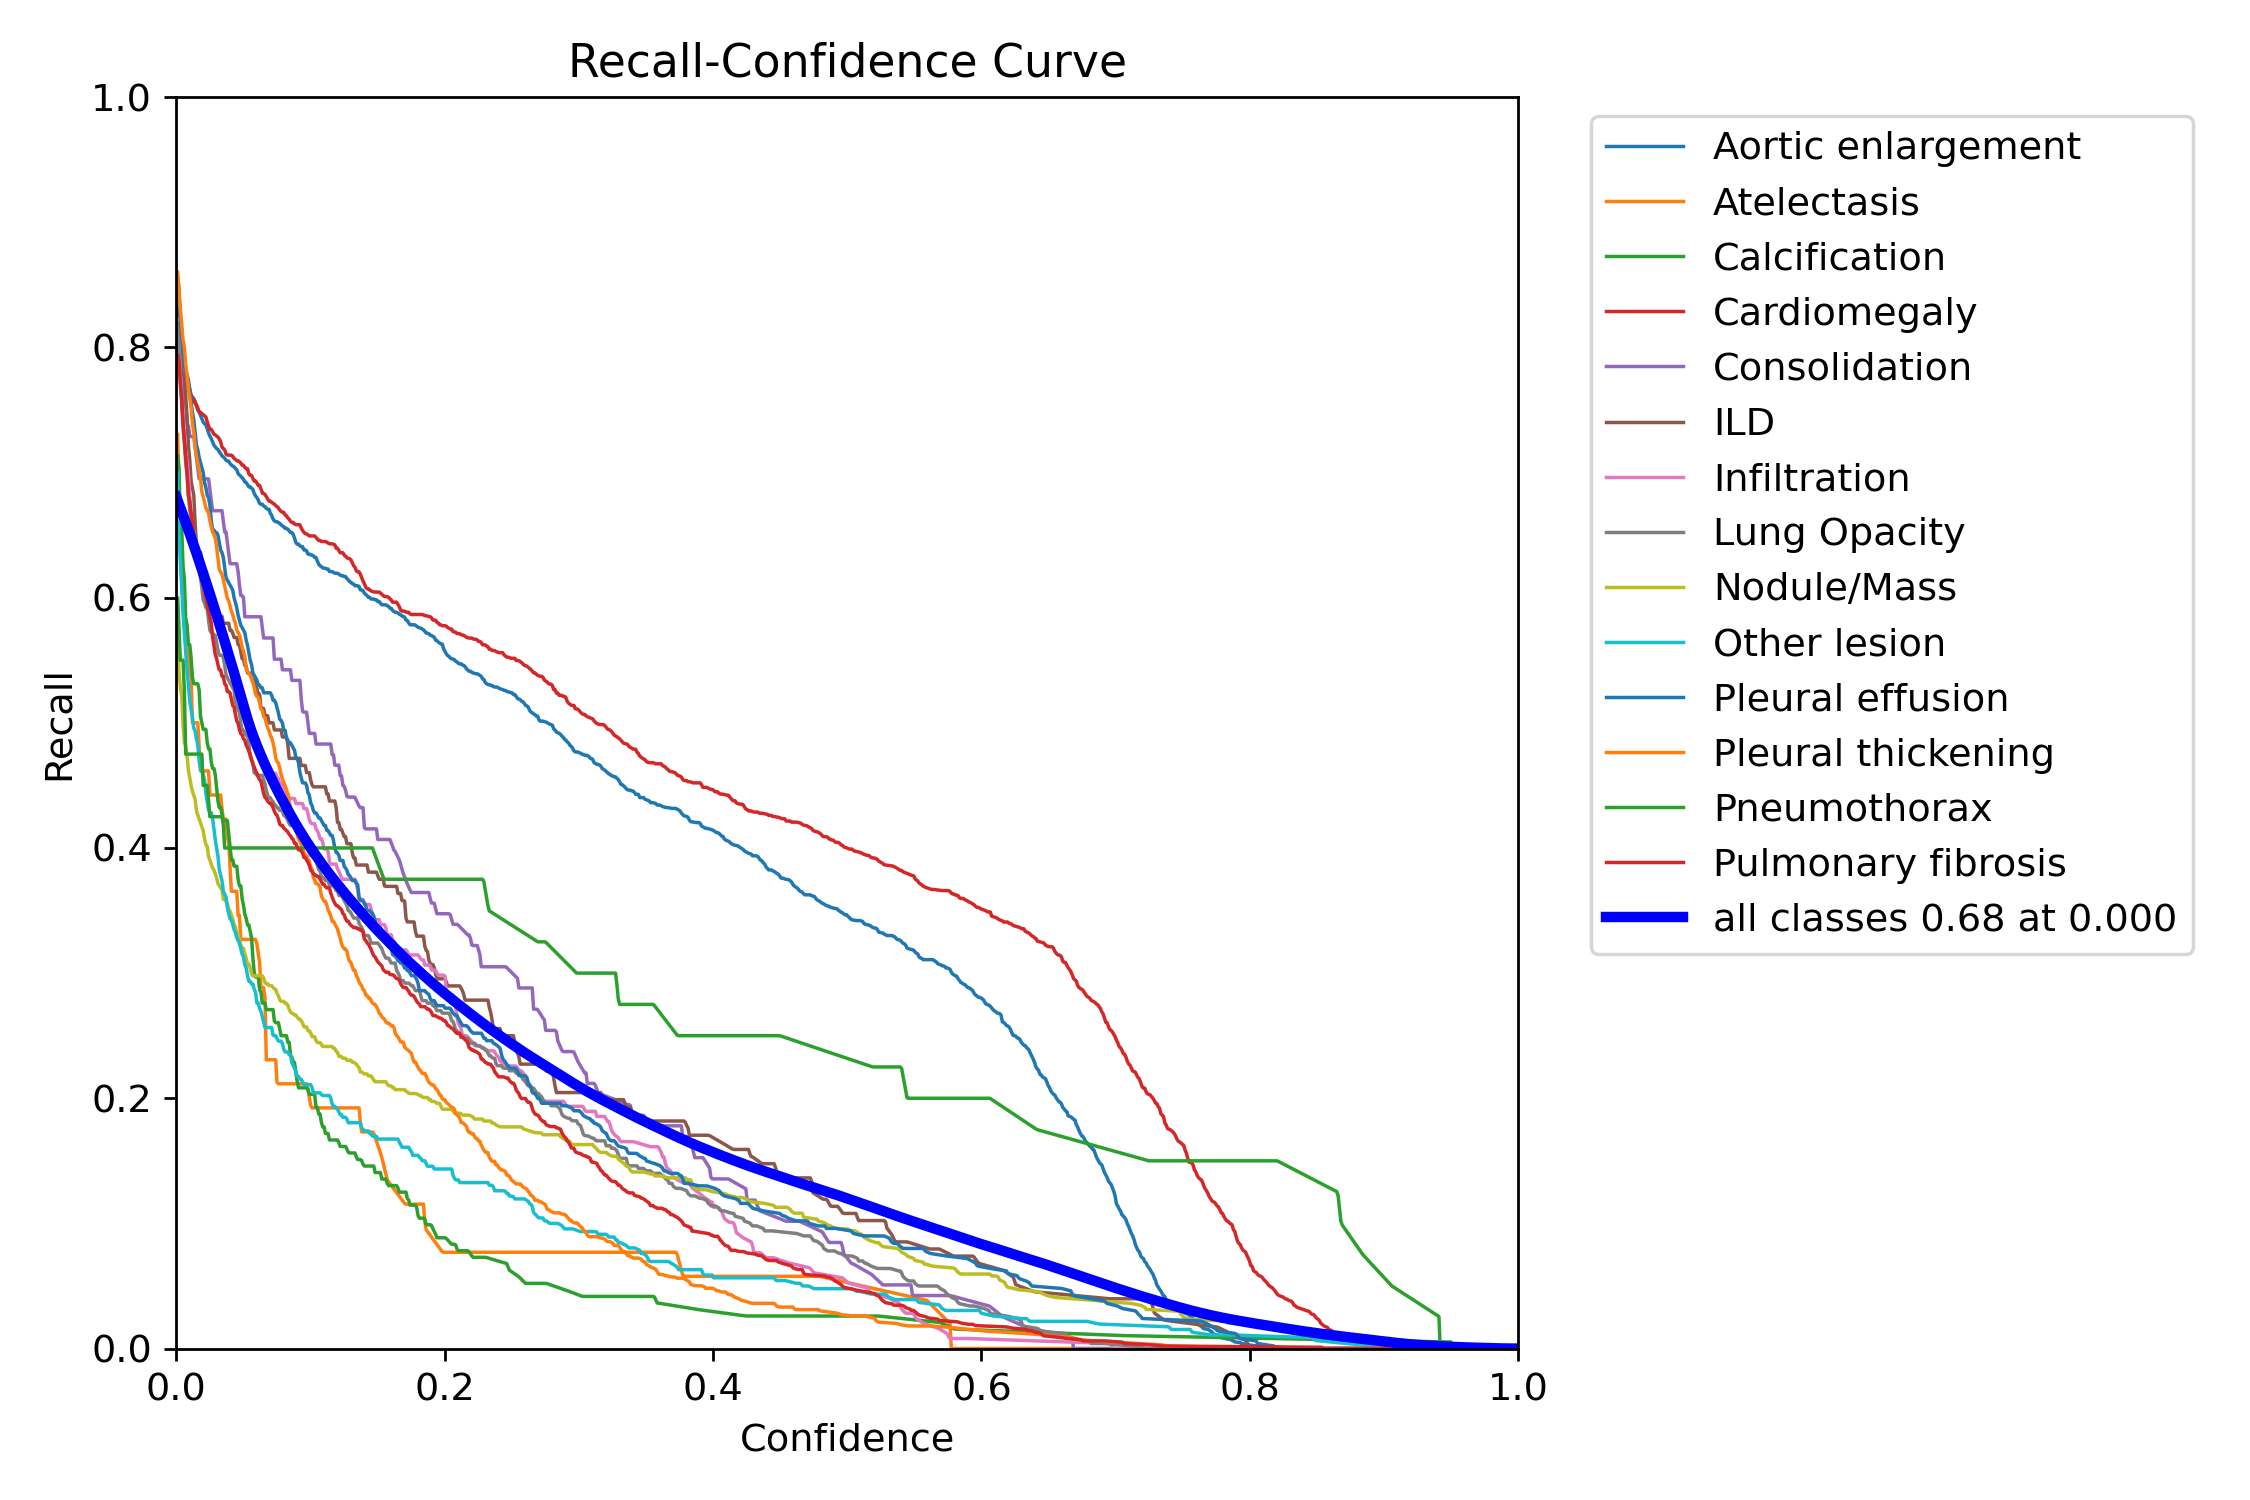 Recall-Confidence Curve
1.0
0.8
0.6
0.4
0.2
0.0
Recall
0.0 0.2 0.4 0.6 0.8 1.0
Confidence
Aortic enlargement
Atelectasis
Calcification
Cardiomegaly
Consolidation
ILD
Infiltration
Lung Opacity
Nodule/Mass
Other lesion
Pleural effusion
Pleural thickening
Pneumothorax
Pulmonary fibrosis
all classes 0.68 at 0.000